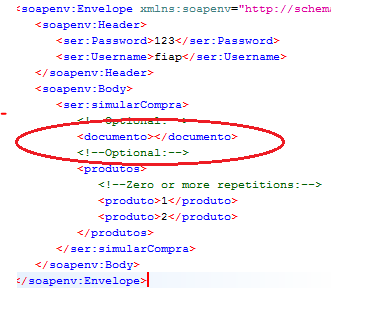 <soapenv:Envelope xmlns:soapenv="http://schem
<soapenv:Header>
<ser:Password>123</ser:Password>
<ser:Username>fiap</ser:Username>
</soapenv:Header>
<soapenv:Body>
<ser:simularCompra>
<!--Optional:-->
<documento></documento>
<!--Optional:-->
<produtos>
<!--Zero or more repetitions:-->
<produto>1</produto>
<produto>2</produto>
</produtos>
</ser:simularCompra>
</soapenv:Body>
</soapenv:Envelope>